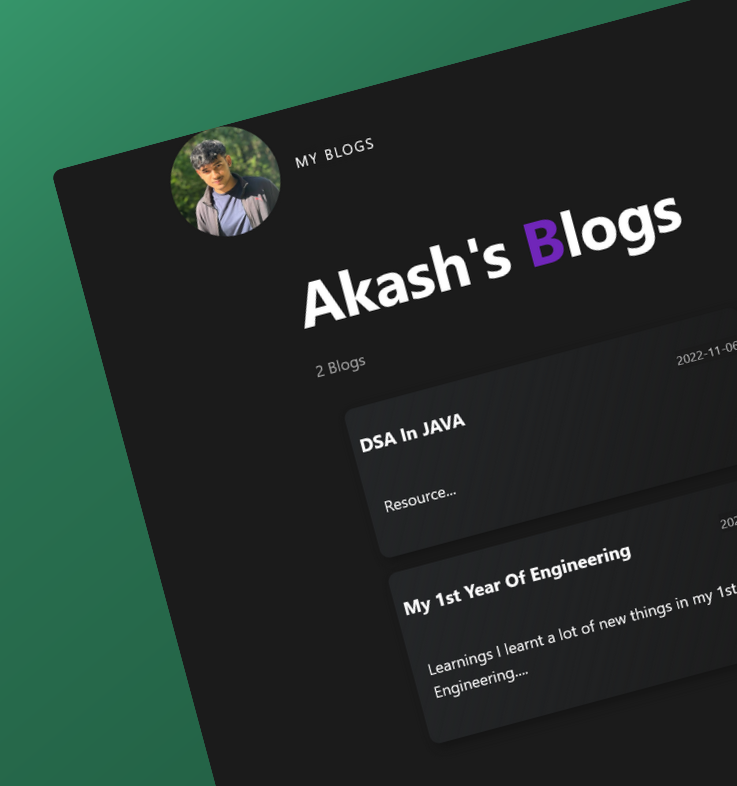 MY BLOGS
Akash's Blogs
2 Blogs
2022-11-06
DSA In JAVA
Resource...
202
My 1st Year Of Engineering
Learnings I learnt a lot of new things in my 1st
Engineering....